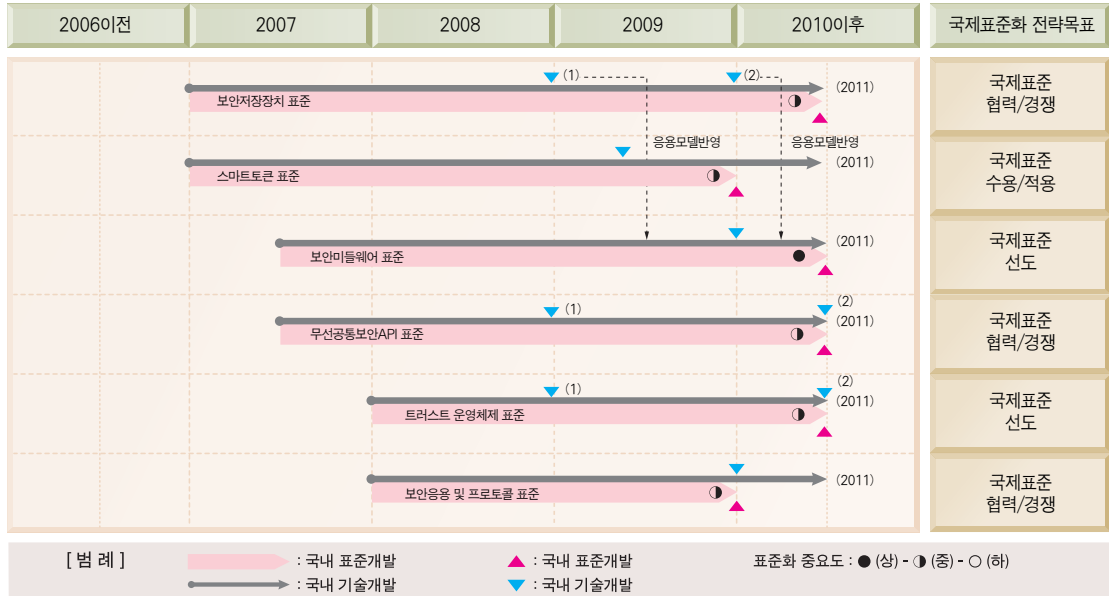 2006이전 2007 2008 2009 2010이후 국제표준화 전략목표
(1) (2)
(2011)
보안저장장치 표준
국제표준
협력/경쟁
응용모델반영 응용모델반영
(2011)
스마트토큰 표준
국제표준
수용/적용
(2011)
보안미들웨어 표준
국제표준
선도
(1) (2)
(2011)
무선공통보안API 표준
국제표준
협력/경쟁
(1) (2)
(2011)
트러스트 운영체제 표준
국제표준
선도
(2011)
보안응용 및 프로토콜 표준
국제표준
협력/경쟁
[ 범 례 ] : 국내 표준개발 : 국내 표준개발 표준화 중요도 : ● (상) - ◑ (중) - ○ (하)
: 국내 기술개발 : 국내 기술개발